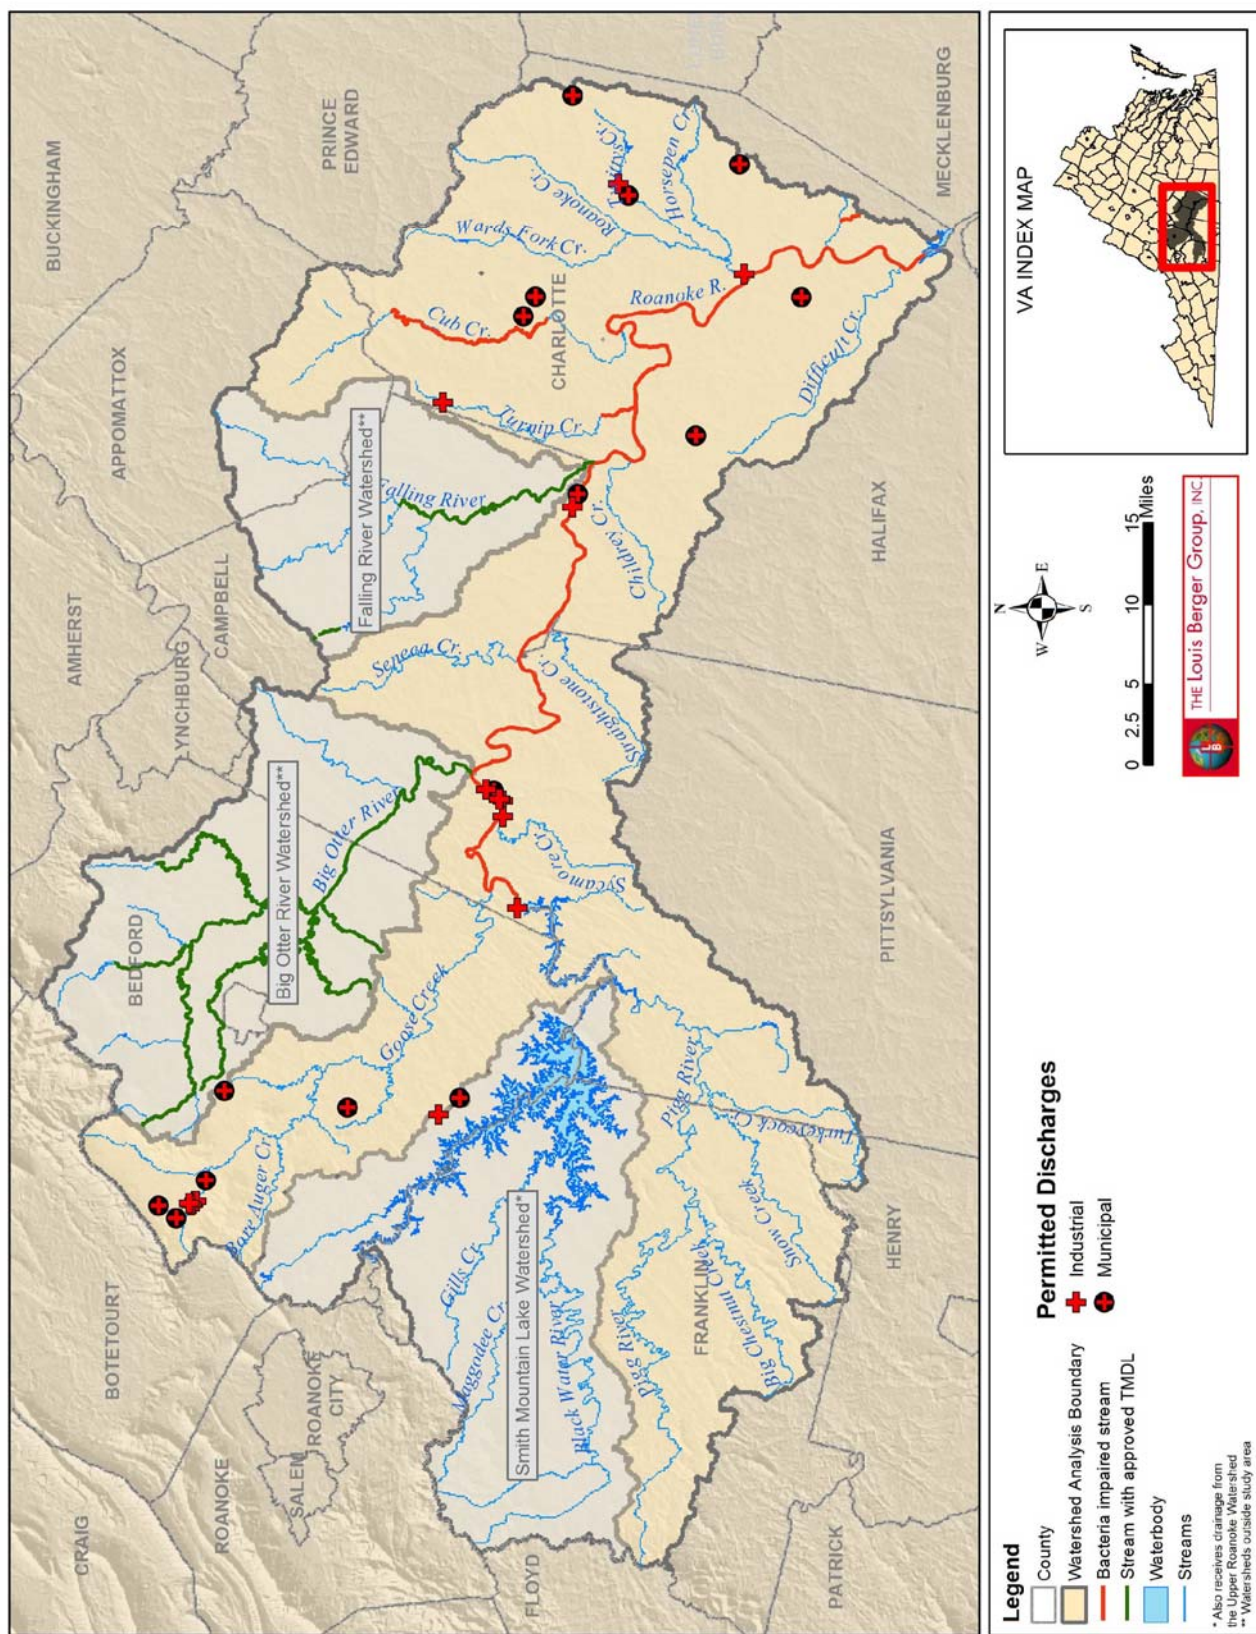 CRAIG
BOTETOURT
ROANOKE
SALEM
ROANOKE
CITY
FLOYD
PATRICK
HENRY
FRANKLIN
BEDFORD
AMHERST
LYNCHBURG
CAMPBELL
APPOMATTOX
BUCKINGHAM
PRINCE
EDWARD
CHARLOTTE
HALIFAX
PITTSYLVANIA
MECKLENBURG
Smith Mountain Lake Watershed*
Big Otter River Watershed**
Falling River Watershed**
Bore Auger Cr.
Goose Creek
Big Otter River
Maggodee Cr.
Gills Cr.
Black Water River
Pigg River
Pigg River
Big Chestnut Creek
Snow Creek
Turkeycock Cr.
Sycamore Cr.
Seneca Cr.
Straightstone Cr.
Childrey Cr.
Falling River
Turnip Cr.
Cub Cr.
Wards Fork Cr.
Roanoke Cr.
Horsepen Cr.
Roanoke R.
Difficult Cr.
Legend
County
Watershed Analysis Boundary
Bacteria impaired stream
Stream with approved TMDL
Waterbody
Streams
* Also receives drainage from
the Upper Roanoke Watershed
** Watersheds outside study area
Permitted Discharges
Industrial
Municipal
N
W
E
S
0 2.5 5 10 15
Miles
LB
THE Louis Berger Group, INC.
VA INDEX MAP